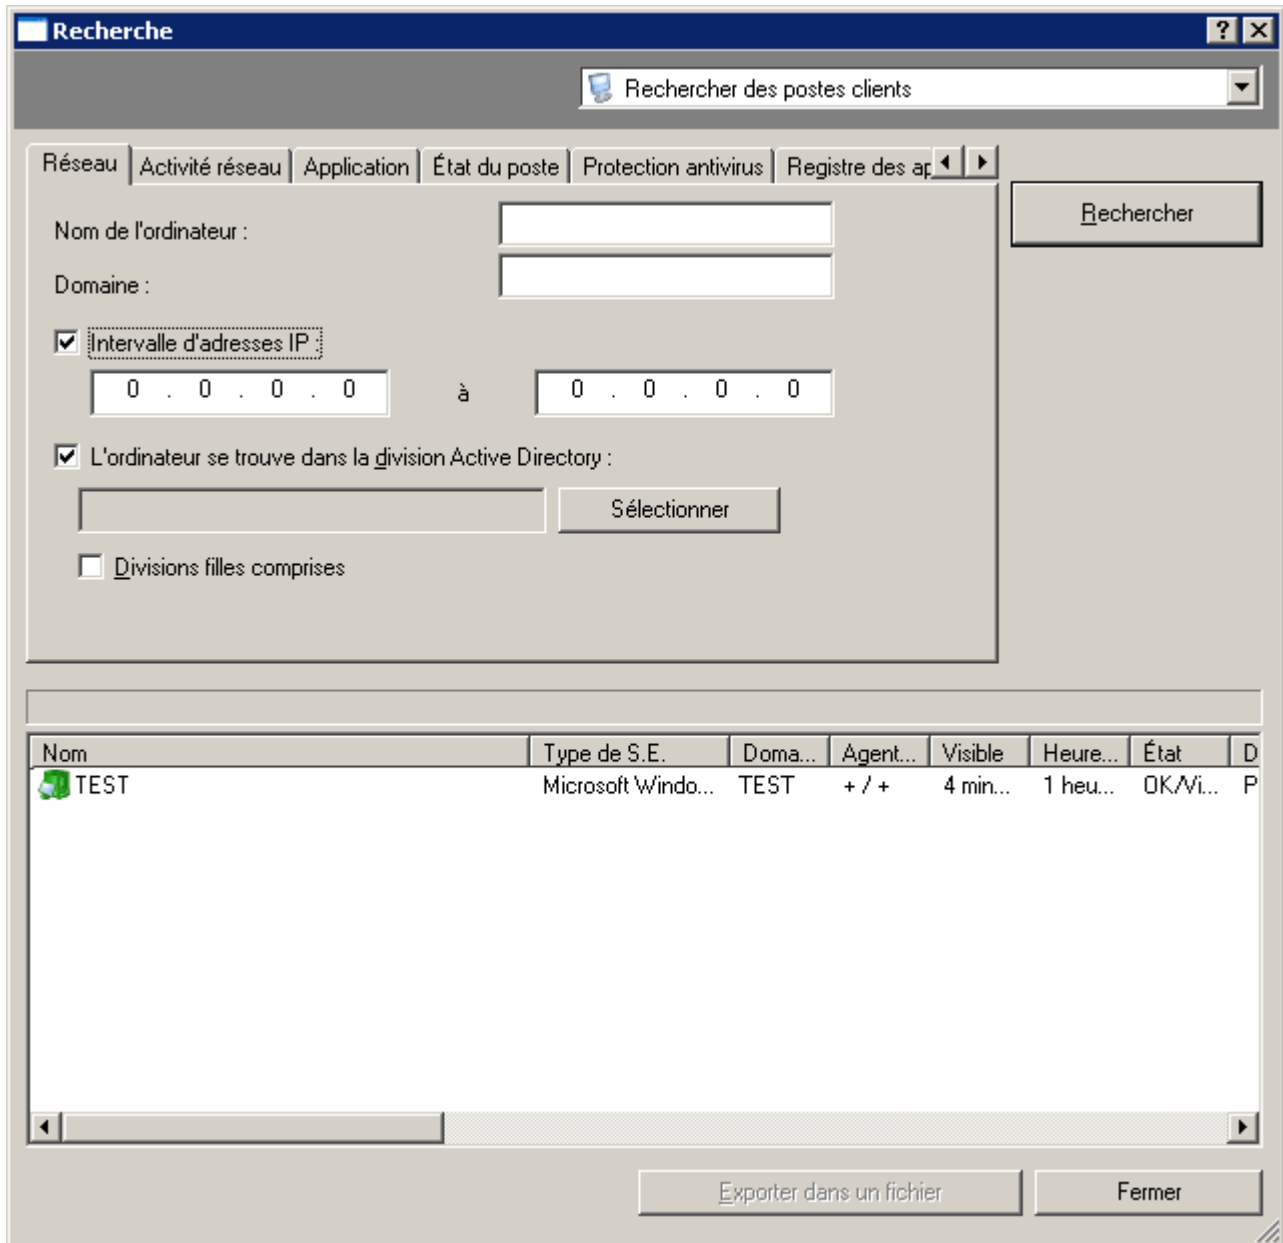 Recherche
Rechercher des postes clients
Réseau Activité réseau Application État du poste Protection antivirus Registre des ap
Rechercher
Nom de l'ordinateur :
Domaine :
Intervalle d'adresses IP :
0 . 0 . 0 . 0 à 0 . 0 . 0 . 0
L'ordinateur se trouve dans la division Active Directory :
Sélectionner
Divisions filles comprises
Nom Type de S.E. Doma... Agent... Visible Heure... État D
TEST Microsoft Windo... TEST + / + 4 min... 1 heu... OK/Vi... P
Exporter dans un fichier Fermer